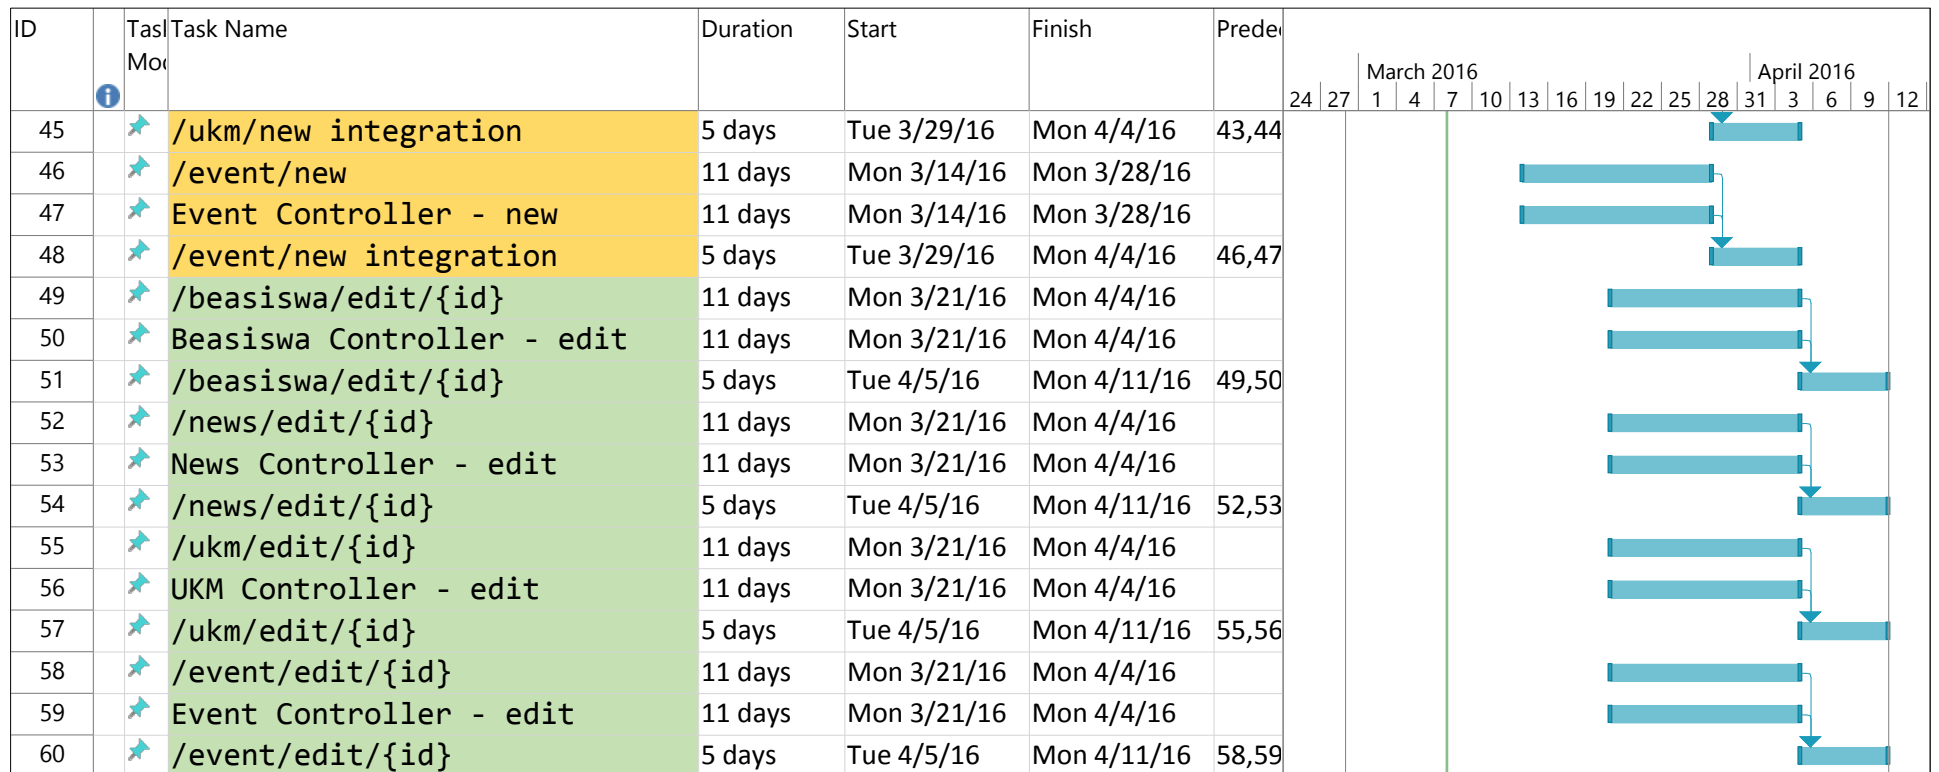 ID Task Task Name Duration Start Finish Prede
Mo
March 2016 April 2016
24 27 1 4 7 10 13 16 19 22 25 28 31 3 6 9 12
45 /ukm/new integration 5 days Tue 3/29/16 Mon 4/4/16 43,44
46 /event/new 11 days Mon 3/14/16 Mon 3/28/16
47 Event Controller - new 11 days Mon 3/14/16 Mon 3/28/16
48 /event/new integration 5 days Tue 3/29/16 Mon 4/4/16 46,47
49 /beasiswa/edit/{id} 11 days Mon 3/21/16 Mon 4/4/16
50 Beasiswa Controller - edit 11 days Mon 3/21/16 Mon 4/4/16
51 /beasiswa/edit/{id} 5 days Tue 4/5/16 Mon 4/11/16 49,50
52 /news/edit/{id} 11 days Mon 3/21/16 Mon 4/4/16
53 News Controller - edit 11 days Mon 3/21/16 Mon 4/4/16
54 /news/edit/{id} 5 days Tue 4/5/16 Mon 4/11/16 52,53
55 /ukm/edit/{id} 11 days Mon 3/21/16 Mon 4/4/16
56 UKM Controller - edit 11 days Mon 3/21/16 Mon 4/4/16
57 /ukm/edit/{id} 5 days Tue 4/5/16 Mon 4/11/16 55,56
58 /event/edit/{id} 11 days Mon 3/21/16 Mon 4/4/16
59 Event Controller - edit 11 days Mon 3/21/16 Mon 4/4/16
60 /event/edit/{id} 5 days Tue 4/5/16 Mon 4/11/16 58,59